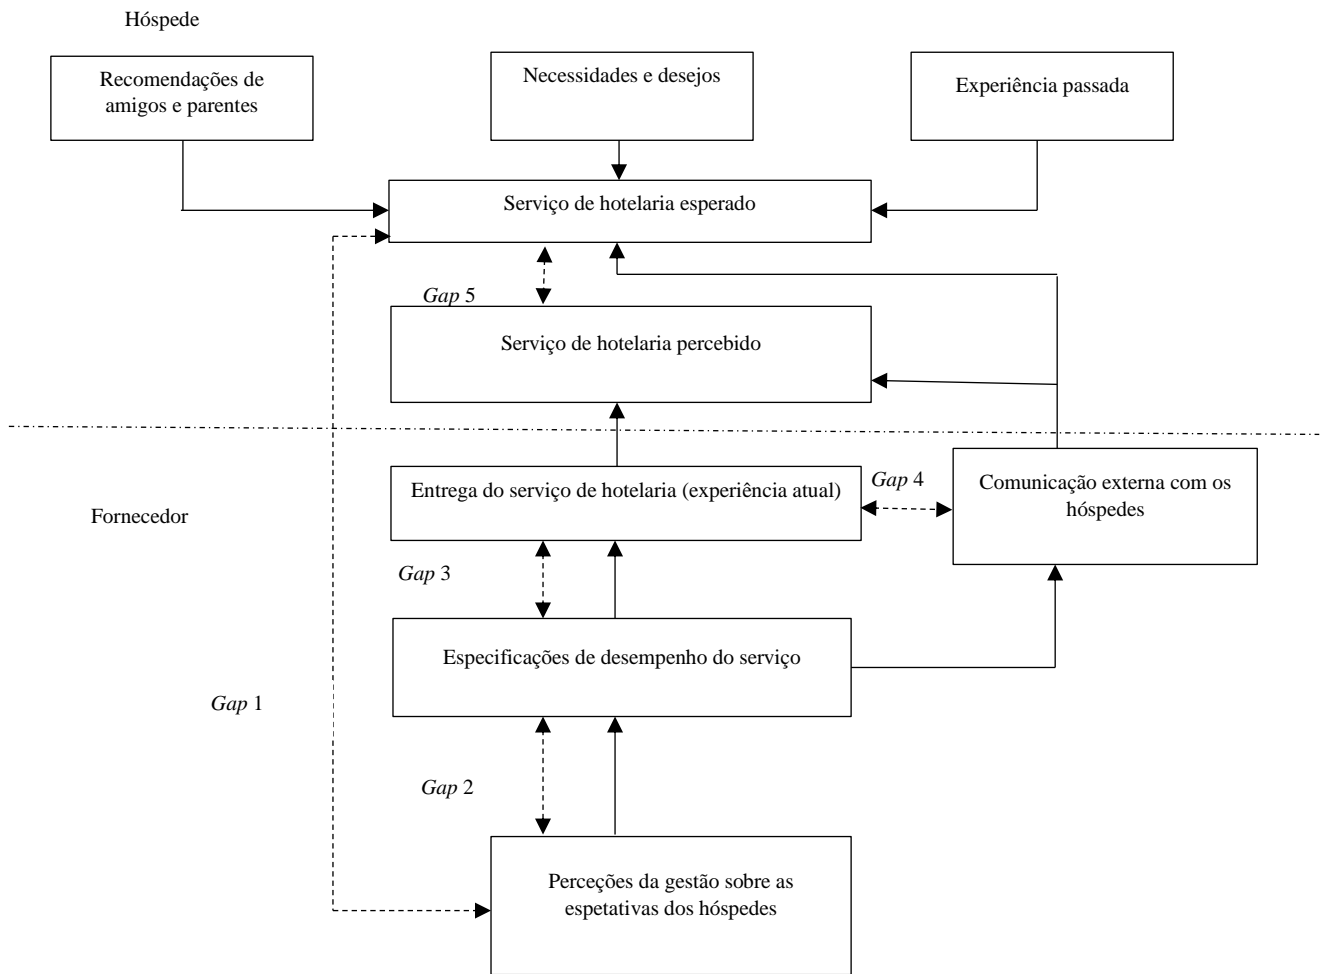 Hóspede
Recomendações de
amigos e parentes
Necessidades e desejos
Experiência passada
Serviço de hotelaria esperado
Gap 5
Serviço de hotelaria percebido
Entrega do serviço de hotelaria (experiência atual)
Gap 4
Comunicação externa com os
hóspedes
Fornecedor
Gap 3
Especificações de desempenho do serviço
Gap 1
Gap 2
Perceções da gestão sobre as
espetativas dos hóspedes